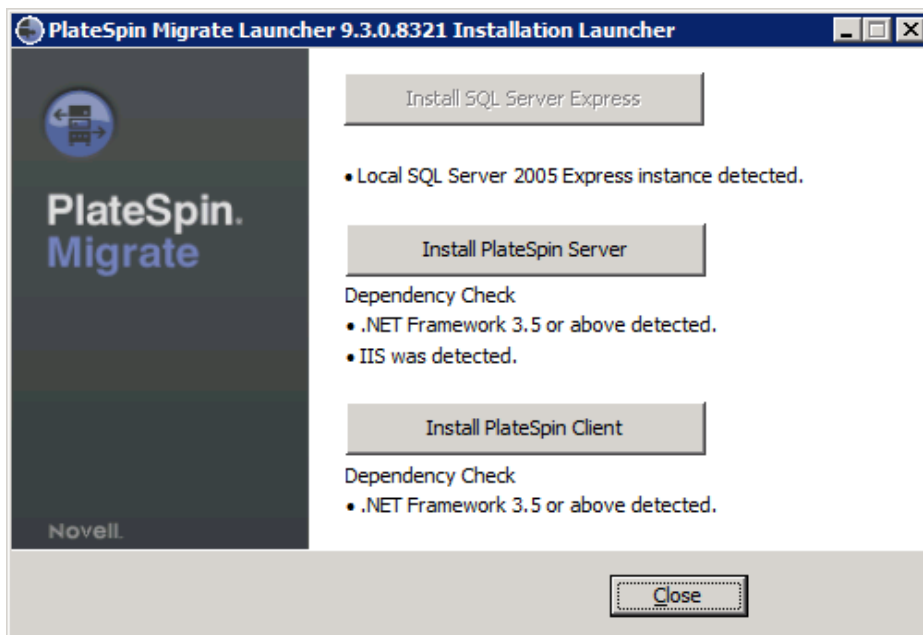 PlateSpin Migrate Launcher 9.3.0.8321 Installation Launcher
Install SQL Server Express
• Local SQL Server 2005 Express instance detected.
PlateSpin.
Migrate
Install PlateSpin Server
Dependency Check
• .NET Framework 3.5 or above detected.
• IIS was detected.
Install PlateSpin Client
Dependency Check
• .NET Framework 3.5 or above detected.
Novell.
Close